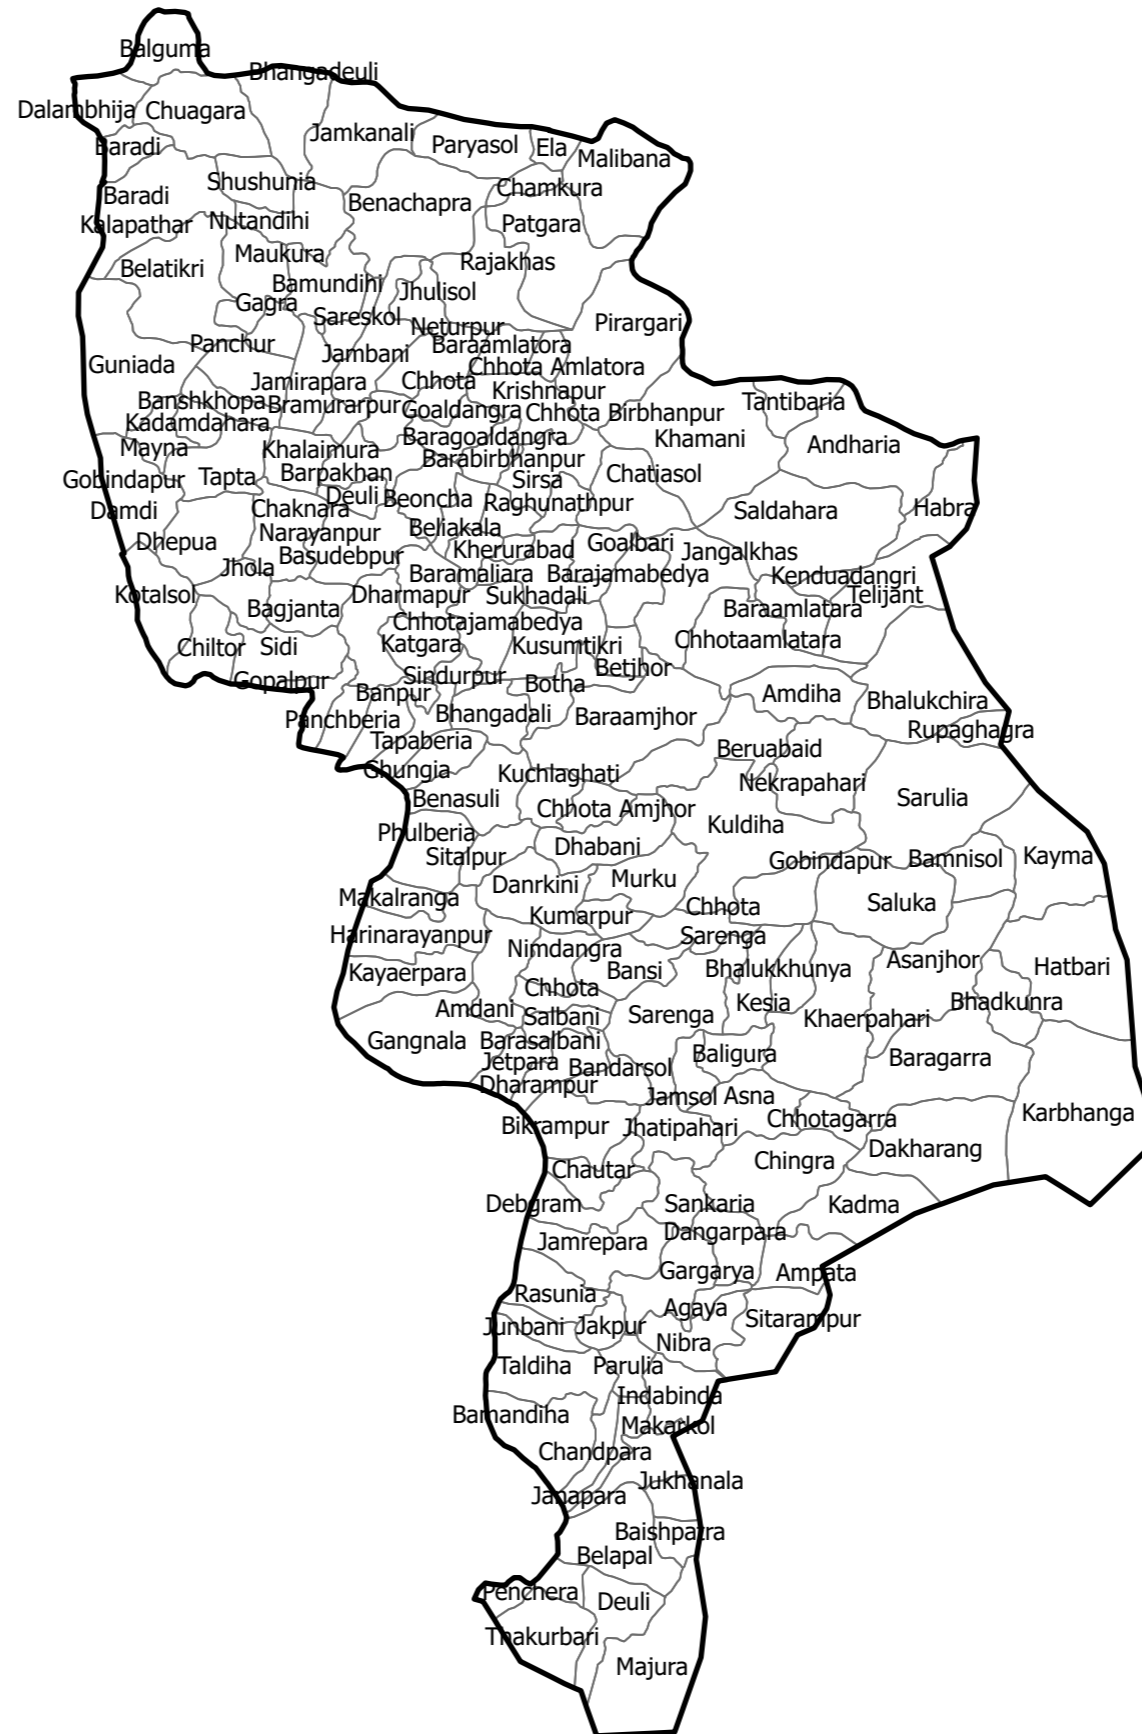 Balguma
Bhangadeuli
Dalambhija
Chuagara
Jamkanali
Paryasol
Ela
Malibana
Baradi
Shushunia
Chamkura
Baradi
Benachapra
Kalapathar
Nutandihi
Patgara
Maukura
Rajakhas
Belatikri
Bamundihi
Jhulisol
Gagra
Sareskol
Neturpur
Pirargari
Panchur
Jambani
Baraamlatora
Guniada
Chhota Amlatora
Jamirapara
Chhota
Krishnapur
Banshkhopa
Bramurarpur
Goaldangra
Chhota Birbhanpur
Tantibaria
Kadamdahara
Baragoaldangra
Khamani
Andharia
Mayna
Khalaimura
Barabirbhanpur
Gobindapur
Tapta
Barpakhan
Sirsa
Chatiasol
Deuli
Beoncha
Raghunathpur
Damdi
Chaknara
Saldahara
Habra
Narayanpur
Beliakala
Dhepua
Basudebpur
Kherurabad
Goalbari
Jangalkhas
Jhola
Baramaliara
Barajamabedya
Kenduadangri
Kotalsol
Dharmapur
Sukhadali
Telijant
Bagjanta
Chhotajamabedya
Baraamlatara
Chiltor
Sidi
Katgara
Kusumtikri
Chhotaamlatara
Gopalpur
Sindurpur
Betjhor
Banpur
Botha
Amdiha
Bhalukchira
Panchberia
Bhangadali
Baraamjhor
Rupaghagra
Tapaberia
Beruabaid
Ghungia
Kuchlaghati
Nekrapahari
Benasuli
Chhota Amjhor
Sarulia
Phulberia
Kuldiha
Sitalpur
Dhabani
Gobindapur
Bamnisol
Kayma
Danrkini
Murku
Makalranga
Kumarpur
Chhota
Saluka
Harinarayanpur
Nimdangra
Sarenga
Kayaerpara
Bansi
Bhalukkhunya
Asanjhor
Hatbari
Chhota
Amdani
Salbani
Sarenga
Kesia
Khaerpahari
Bhadkunra
Gangnala
Barasalbani
Baligura
Baragarra
Jetpara
Bandarsol
Dharampur
Jamsol
Asna
Bikrampur
Jhatipahari
Chhotagarra
Karbhanga
Chautar
Chingra
Dakharang
Debgram
Sankaria
Kadma
Jamrepara
Dangarpara
Gargarya
Ampata
Rasunia
Agaya
Sitarampur
Junbani
Jakpur
Nibra
Taldiha
Parulia
Indabinda
Bamandiha
Makarkol
Chandpara
Jukhanala
Janapara
Baishpatra
Belapal
Penchera
Deuli
Thakurbari
Majura